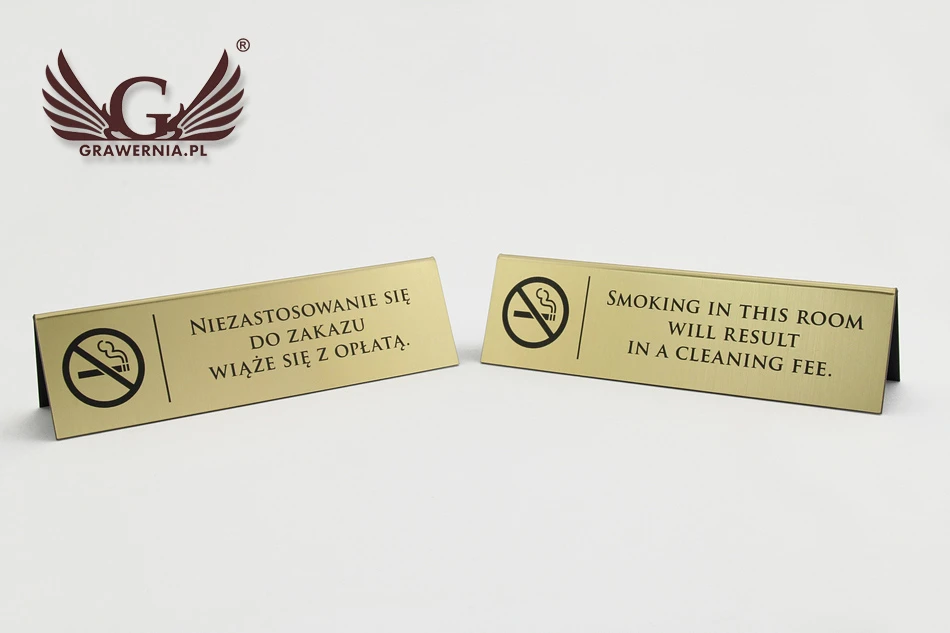 G
®
GRAWERNIA.PL
Niezastosowanie się
do zakazu
wiąże się z opłatą.
Smoking in this room
will result
in a cleaning fee.